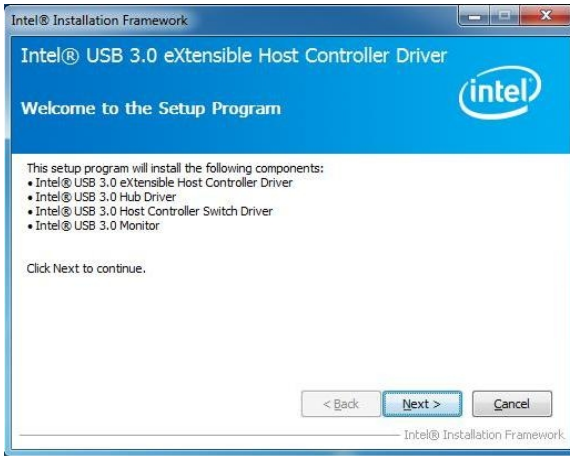 Intel® Installation Framework
Intel® USB 3.0 eXtensible Host Controller Driver
intel
Welcome to the Setup Program
This setup program will install the following components:
• Intel® USB 3.0 eXtensible Host Controller Driver
• Intel® USB 3.0 Hub Driver
• Intel® USB 3.0 Host Controller Switch Driver
• Intel® USB 3.0 Monitor
Click Next to continue.
< Back Next > Cancel
Intel® Installation Framework